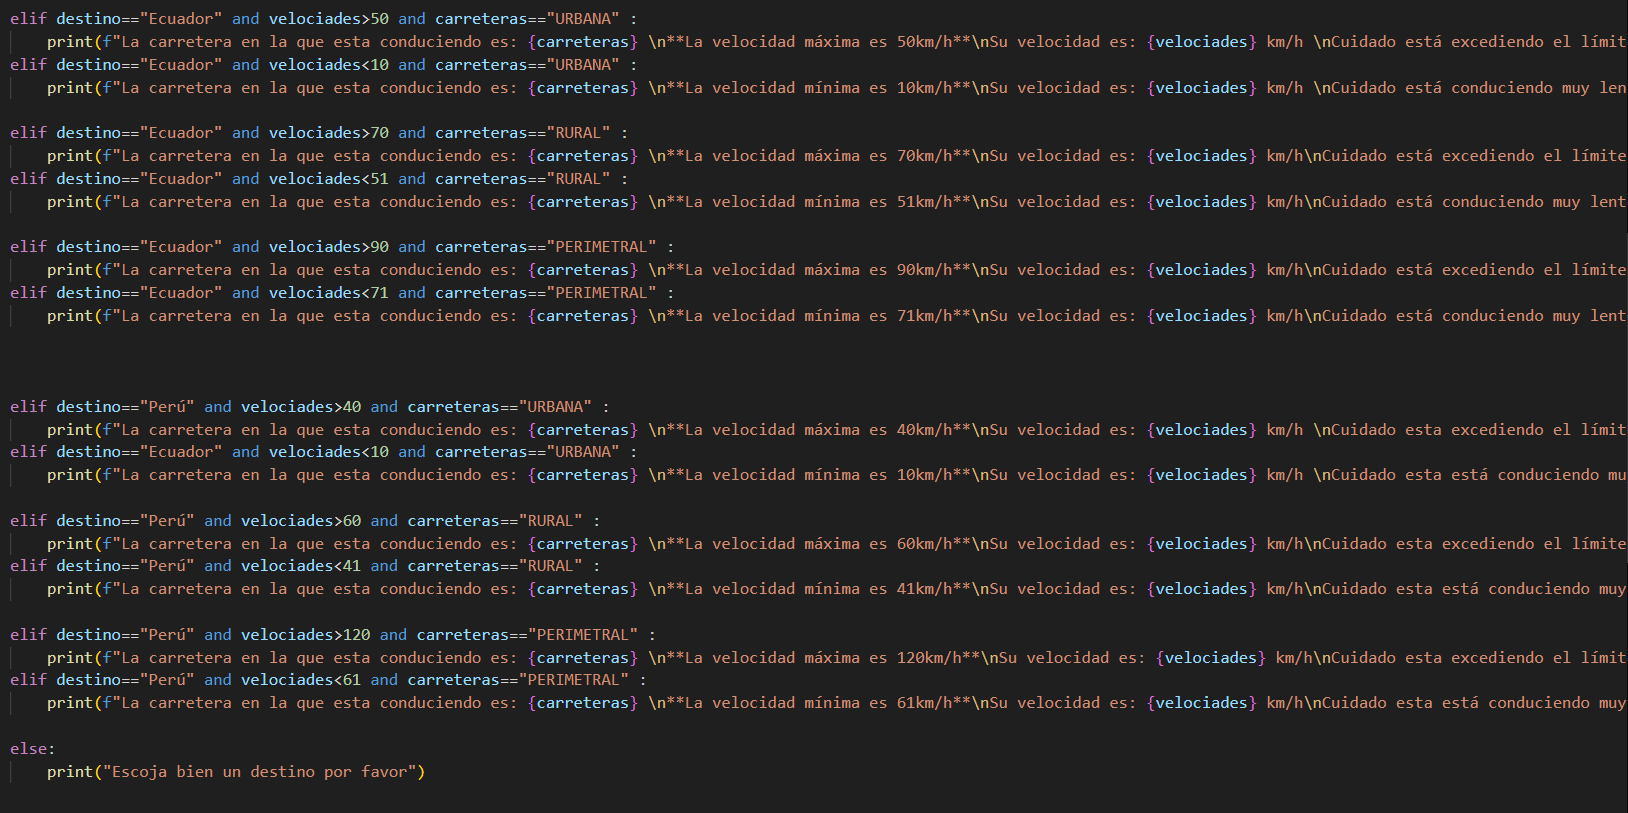 elif destino=="Ecuador" and velociades>50 and carreteras=="URBANA" :
    print(f"La carretera en la que esta conduciendo es: {carreteras} \n**La velocidad máxima es 50km/h**\nSu velocidad es: {velociades} km/h \nCuidado está excediendo el límit
elif destino=="Ecuador" and velociades<10 and carreteras=="URBANA" :
    print(f"La carretera en la que esta conduciendo es: {carreteras} \n**La velocidad mínima es 10km/h**\nSu velocidad es: {velociades} km/h \nCuidado está conduciendo muy len
elif destino=="Ecuador" and velociades>70 and carreteras=="RURAL" :
    print(f"La carretera en la que esta conduciendo es: {carreteras} \n**La velocidad máxima es 70km/h**\nSu velocidad es: {velociades} km/h\nCuidado está excediendo el límite
elif destino=="Ecuador" and velociades<51 and carreteras=="RURAL" :
    print(f"La carretera en la que esta conduciendo es: {carreteras} \n**La velocidad mínima es 51km/h**\nSu velocidad es: {velociades} km/h\nCuidado está conduciendo muy lent
elif destino=="Ecuador" and velociades>90 and carreteras=="PERIMETRAL" :
    print(f"La carretera en la que esta conduciendo es: {carreteras} \n**La velocidad máxima es 90km/h**\nSu velocidad es: {velociades} km/h\nCuidado está excediendo el límite
elif destino=="Ecuador" and velociades<71 and carreteras=="PERIMETRAL" :
    print(f"La carretera en la que esta conduciendo es: {carreteras} \n**La velocidad mínima es 71km/h**\nSu velocidad es: {velociades} km/h\nCuidado está conduciendo muy lent
elif destino=="Perú" and velociades>40 and carreteras=="URBANA" :
    print(f"La carretera en la que esta conduciendo es: {carreteras} \n**La velocidad máxima es 40km/h**\nSu velocidad es: {velociades} km/h \nCuidado esta excediendo el límit
elif destino=="Ecuador" and velociades<10 and carreteras=="URBANA" :
    print(f"La carretera en la que esta conduciendo es: {carreteras} \n**La velocidad mínima es 10km/h**\nSu velocidad es: {velociades} km/h \nCuidado esta está conduciendo mu
elif destino=="Perú" and velociades>60 and carreteras=="RURAL" :
    print(f"La carretera en la que esta conduciendo es: {carreteras} \n**La velocidad máxima es 60km/h**\nSu velocidad es: {velociades} km/h\nCuidado esta excediendo el límite
elif destino=="Perú" and velociades<41 and carreteras=="RURAL" :
    print(f"La carretera en la que esta conduciendo es: {carreteras} \n**La velocidad mínima es 41km/h**\nSu velocidad es: {velociades} km/h\nCuidado esta está conduciendo muy
elif destino=="Perú" and velociades>120 and carreteras=="PERIMETRAL" :
    print(f"La carretera en la que esta conduciendo es: {carreteras} \n**La velocidad máxima es 120km/h**\nSu velocidad es: {velociades} km/h\nCuidado esta excediendo el límit
elif destino=="Perú" and velociades<61 and carreteras=="PERIMETRAL" :
    print(f"La carretera en la que esta conduciendo es: {carreteras} \n**La velocidad mínima es 61km/h**\nSu velocidad es: {velociades} km/h\nCuidado esta está conduciendo muy
else:
    print("Escoja bien un destino por favor")